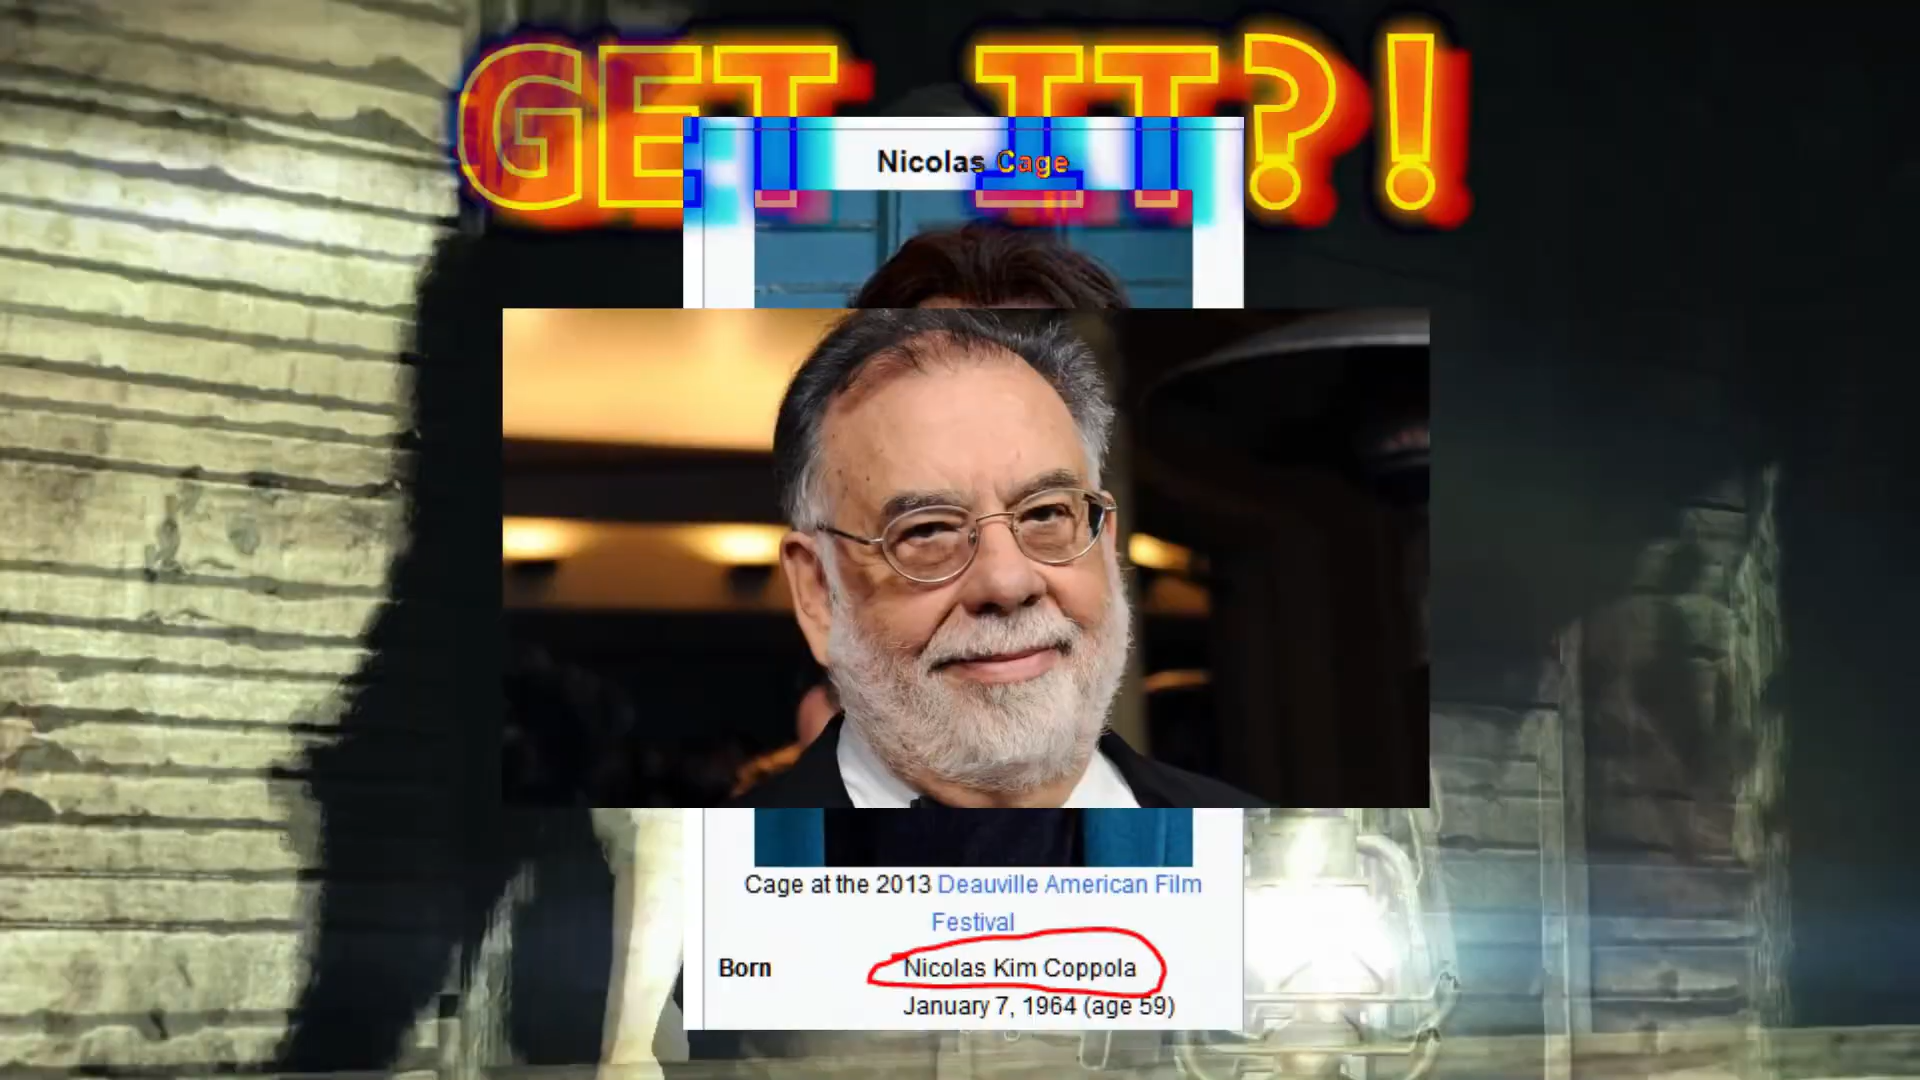 GET IT?!
Nicolas Cage
Cage at the 2013 Deauville American Film
Festival
Born Nicolas Kim Coppola
January 7, 1964 (age 59)